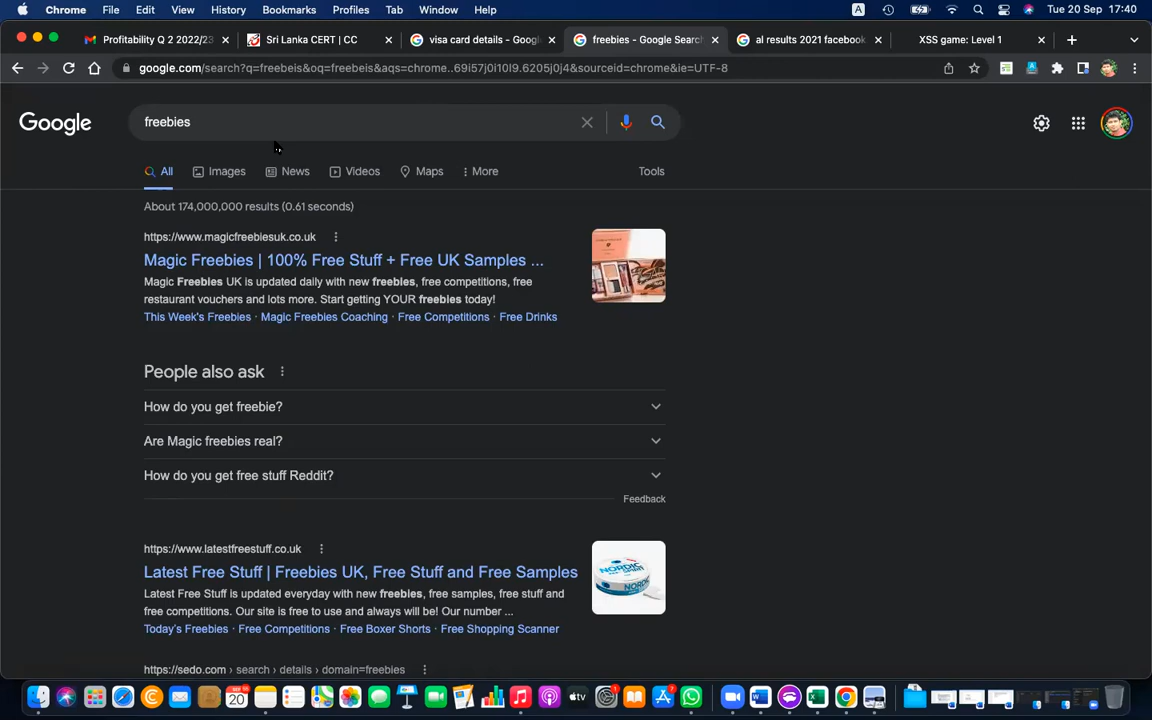 Chrome File Edit View History Bookmarks Profiles Tab Window Help Tue 20 Sep 17:40
Profitability Q 2 2022/23 Sri Lanka CERT | CC visa card details - Google freebies - Google Search al results 2021 facebook XSS game: Level 1
google.com/search?q=freebeis&oq=freebeis&aqs=chrome..69i57j0i10l9.6205j0j4&sourceid=chrome&ie=UTF-8
Google freebies
All Images News Videos Maps More Tools
About 174,000,000 results (0.61 seconds)
https://www.magicfreebiesuk.co.uk
Magic Freebies | 100% Free Stuff + Free UK Samples ...
Magic Freebies UK is updated daily with new freebies, free competitions, free
restaurant vouchers and lots more. Start getting YOUR freebies today!
This Week's Freebies · Magic Freebies Coaching · Free Competitions · Free Drinks
People also ask
How do you get freebie?
Are Magic freebies real?
How do you get free stuff Reddit?
Feedback
https://www.latestfreestuff.co.uk
Latest Free Stuff | Freebies UK, Free Stuff and Free Samples
Latest Free Stuff is updated everyday with new freebies, free samples, free stuff and
free competitions. Our site is free to use and always will be! Our number ...
Today's Freebies · Free Competitions · Free Boxer Shorts · Free Shopping Scanner
NORDIC
https://sedo.com › search › details › domain=freebies
20
tv